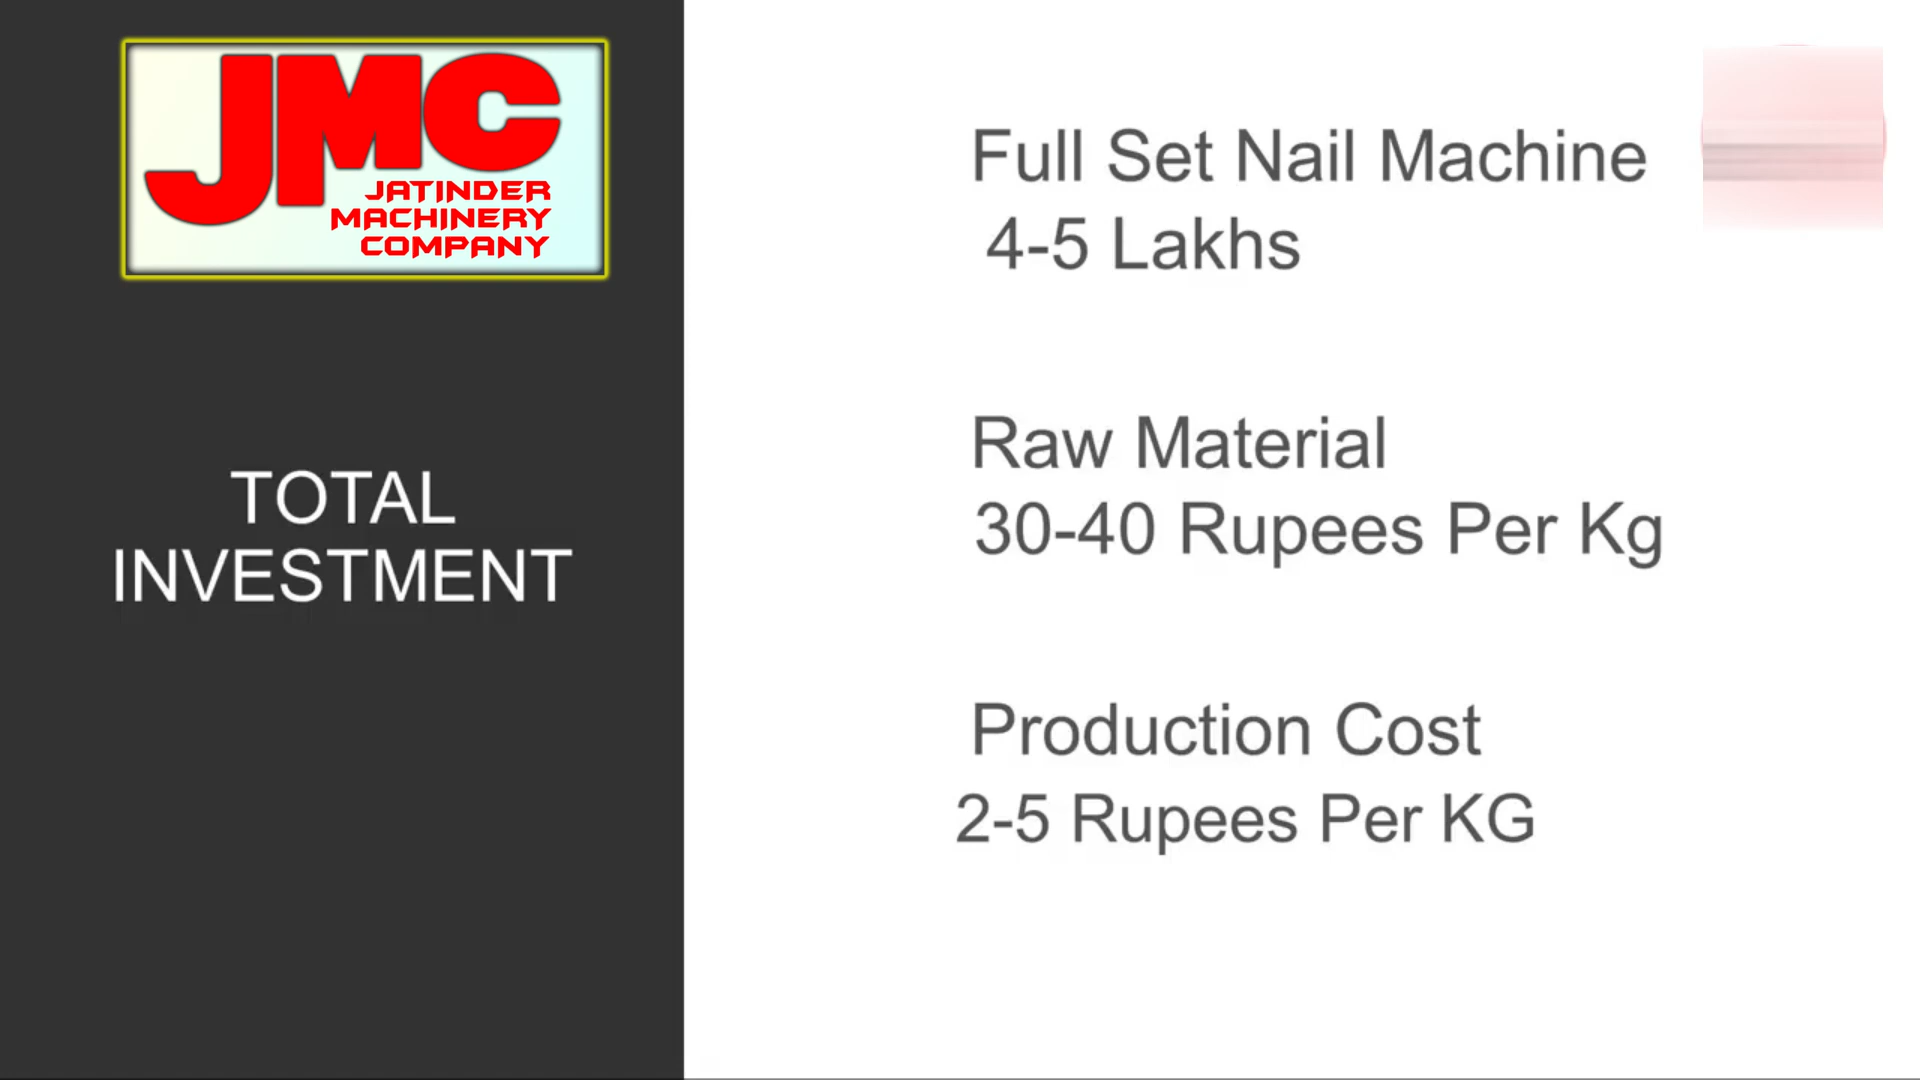 JMC
JATINDER
MACHINERY
COMPANY
TOTAL
INVESTMENT
Full Set Nail Machine
4-5 Lakhs
Raw Material
30-40 Rupees Per Kg
Production Cost
2-5 Rupees Per KG